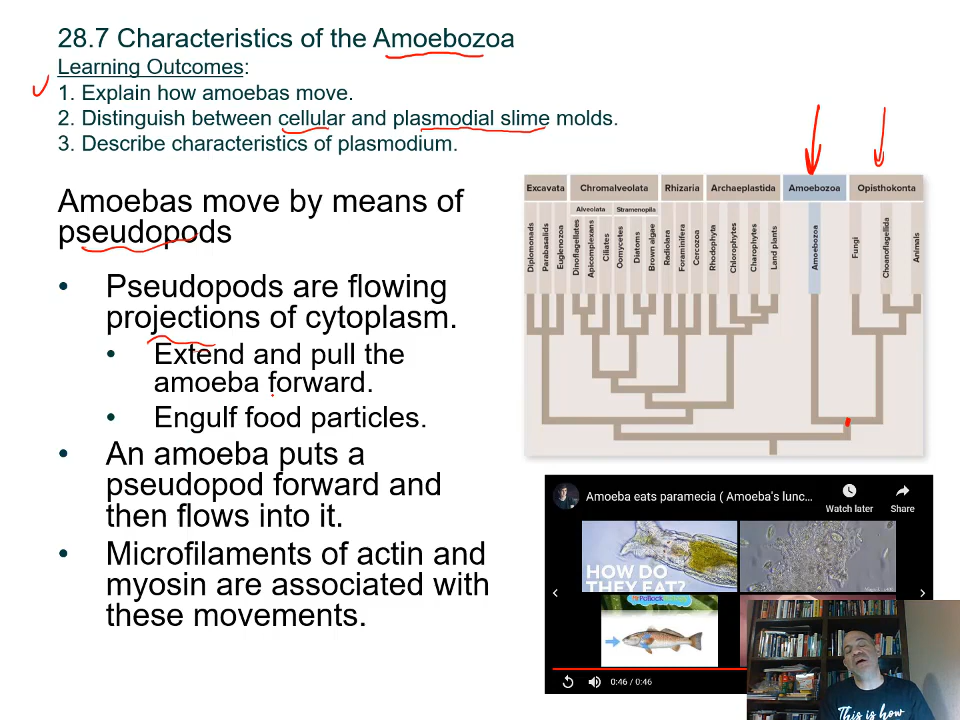 28.7 Characteristics of the Amoebozoa
Learning Outcomes:
1. Explain how amoebas move.
2. Distinguish between cellular and plasmodial slime molds.
3. Describe characteristics of plasmodium.
Amoebas move by means of
pseudopods
• Pseudopods are flowing
projections of cytoplasm.
• Extend and pull the
amoeba forward.
• Engulf food particles.
• An amoeba puts a
pseudopod forward and
then flows into it.
• Microfilaments of actin and
myosin are associated with
these movements.
Excavata Chromalveolata Rhizaria Archaeplastida Amoebozoa Opisthokonta
Alveolata Stramenopila
Diplomonads
Parabasalids
Euglenozoa
Dinoflagellates
Apicomplexans
Ciliates
Oomycetes
Diatoms
Brown algae
Radiolara
Foraminifera
Cercozoa
Rhodophyta
Chlorophytes
Charophytes
Land plants
Amoebozoa
Fungi
Choanoflagellida
Animals
Amoeba eats paramecia ( Amoeba's lunc...
Watch later Share
HOW DO
THEY EAT?
Pollock
0:46 / 0:46
This is how